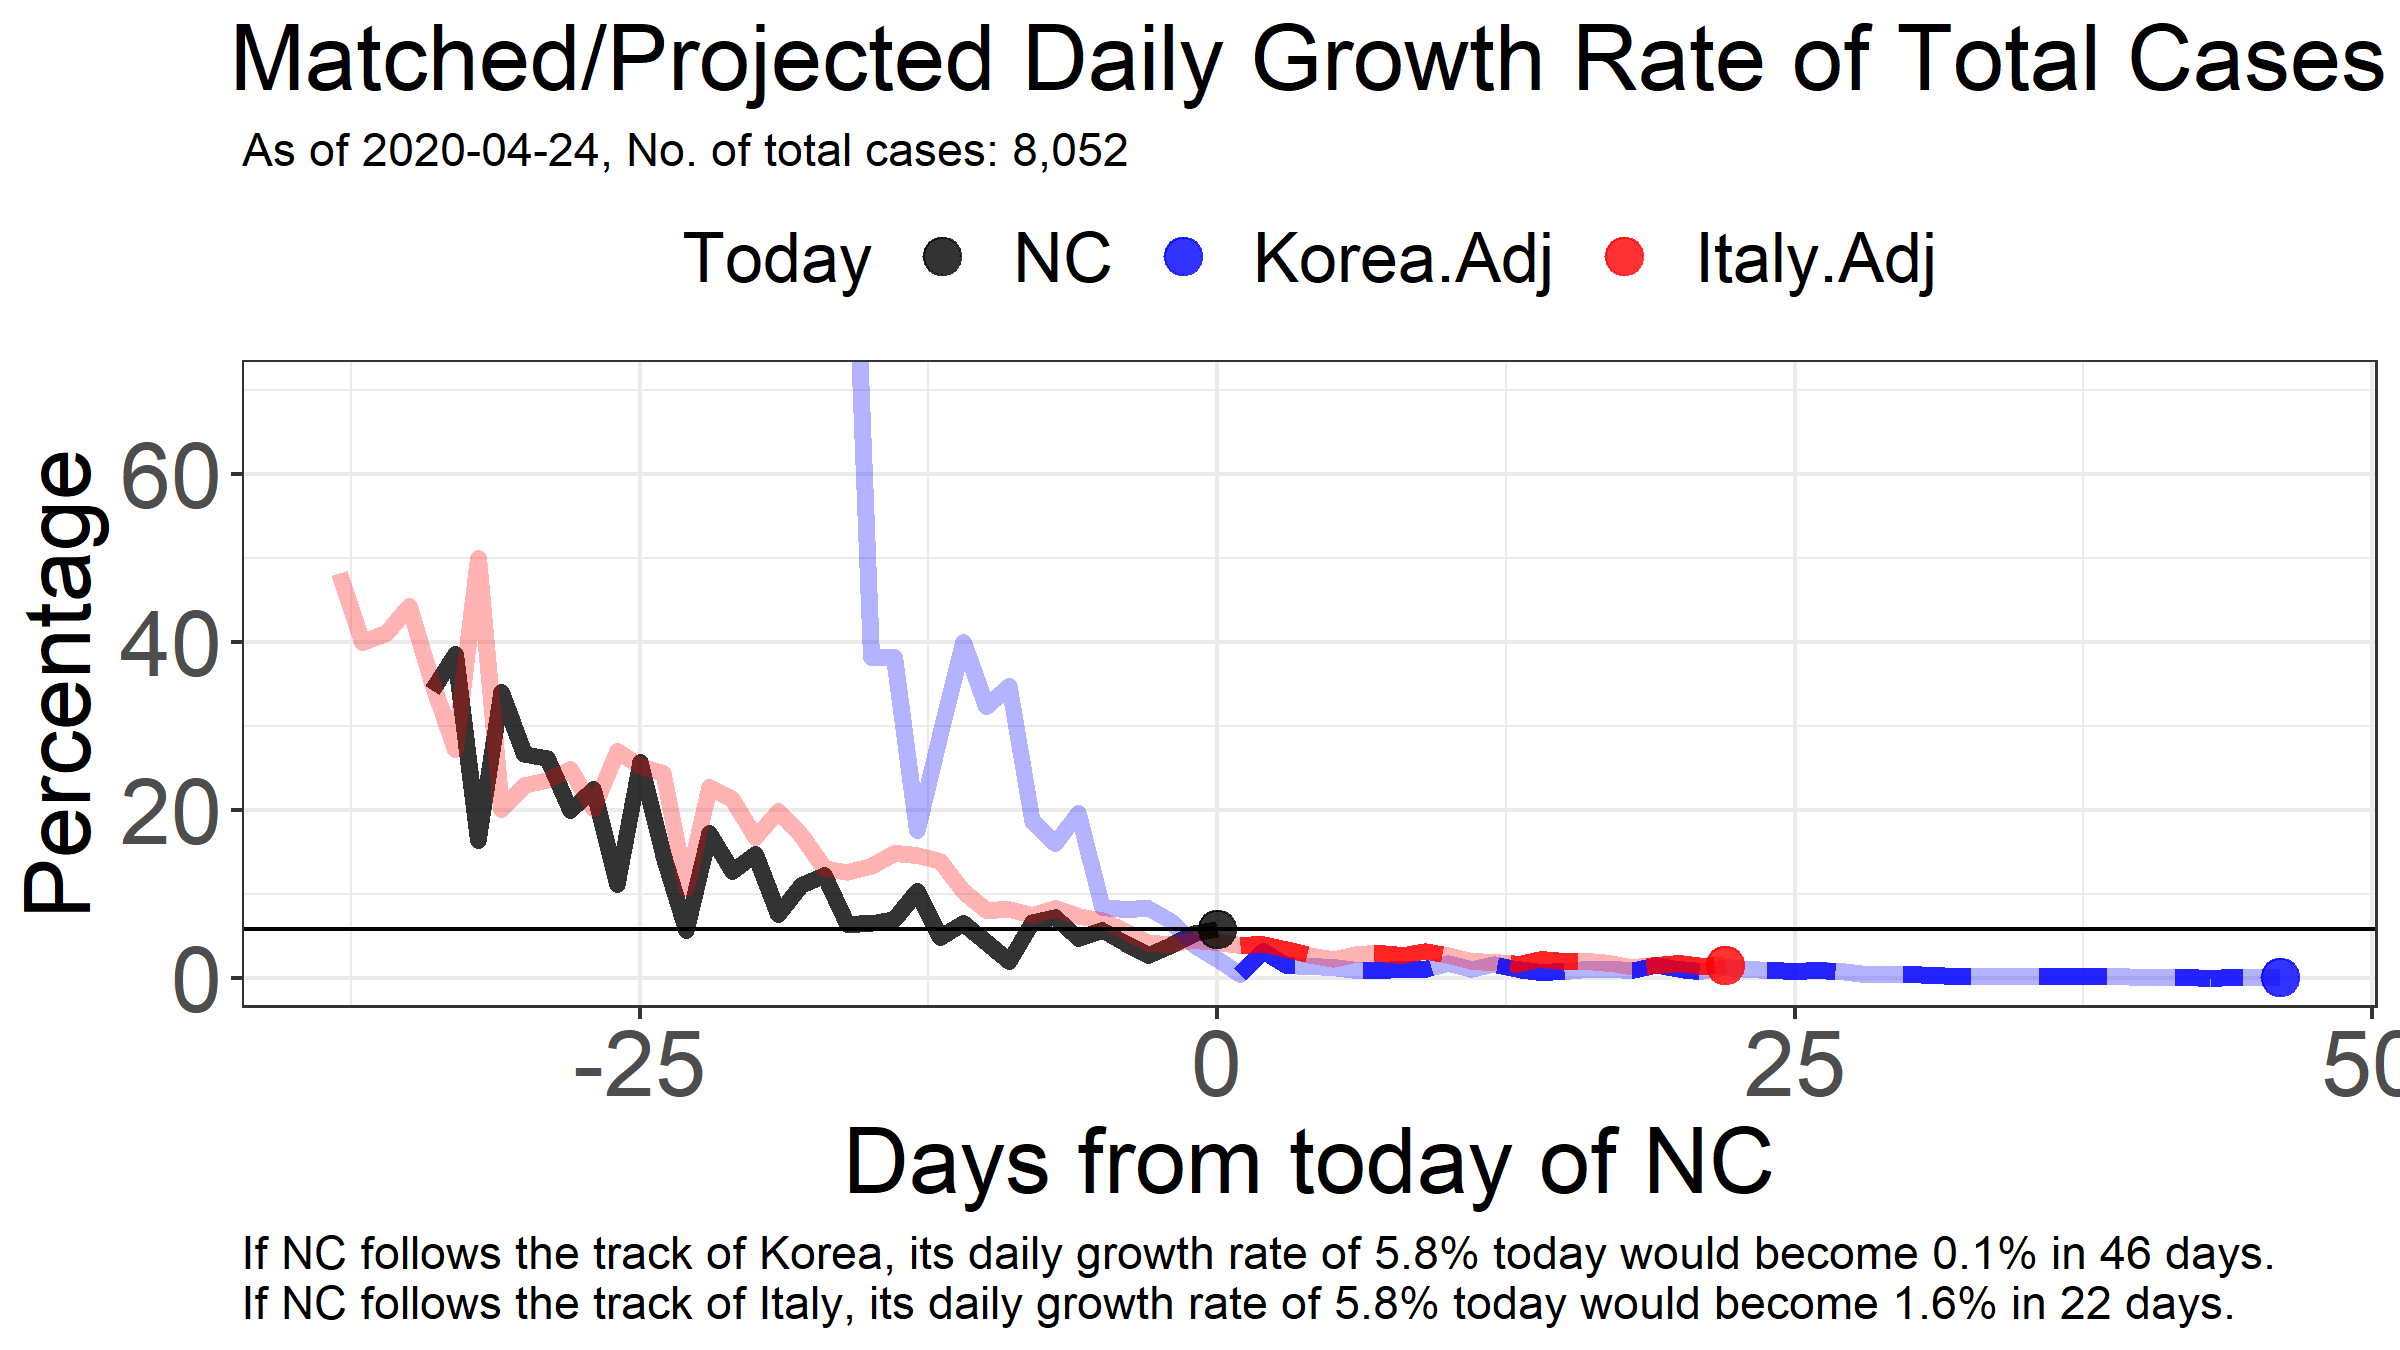 Matched/Projected Daily Growth Rate of Total Cases
As of 2020-04-24, No. of total cases: 8,052
Today NC Korea.Adj Italy.Adj
Percentage
60
40
20
0
-25 0 25 50
Days from today of NC
If NC follows the track of Korea, its daily growth rate of 5.8% today would become 0.1% in 46 days.
If NC follows the track of Italy, its daily growth rate of 5.8% today would become 1.6% in 22 days.